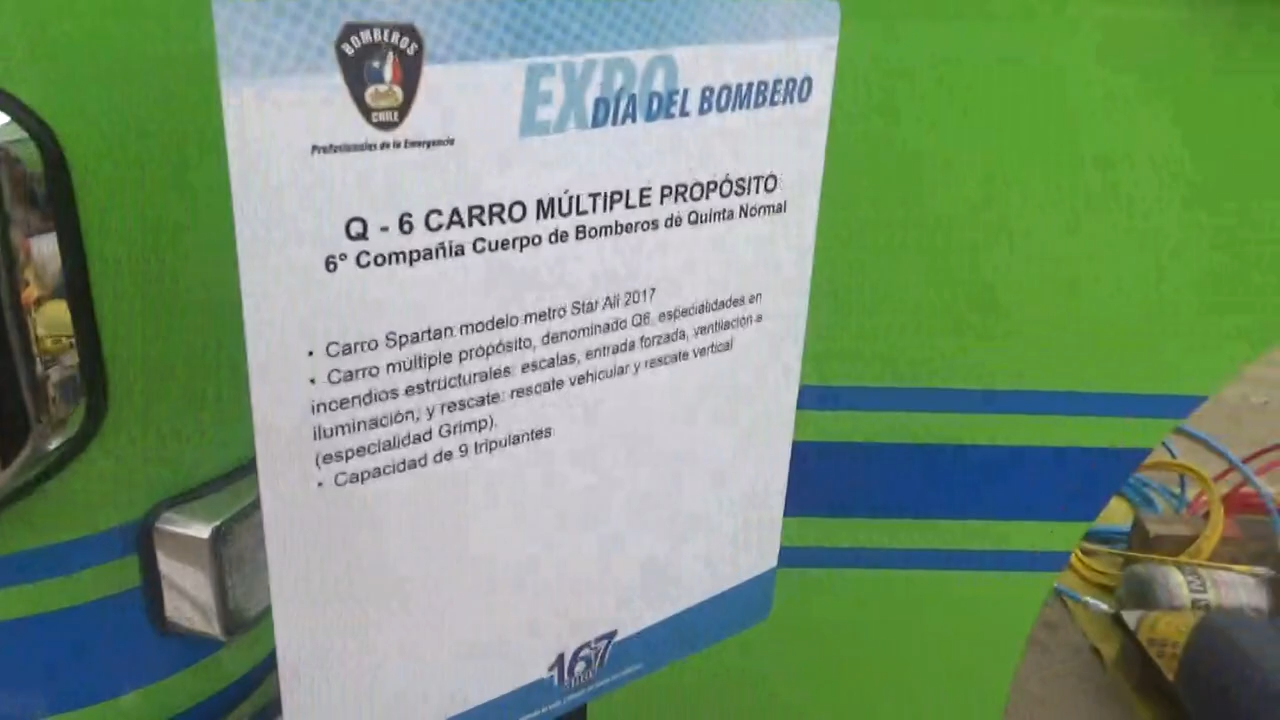 BOMBEROS
CHILE
Profesionales de la Emergencia
EXPO
DÍA DEL BOMBERO
Q - 6 CARRO MÚLTIPLE PROPÓSITO
6° Compañía Cuerpo de Bomberos de Quinta Normal
• Carro Spartan modelo metro Star All 2017
• Carro múltiple propósito, denominado Q6, especialidades en
incendios estructurales: escalas, entrada forzada, ventilación e
iluminación, y rescate: rescate vehicular y rescate vertical
(especialidad Grimp).
• Capacidad de 9 tripulantes
167